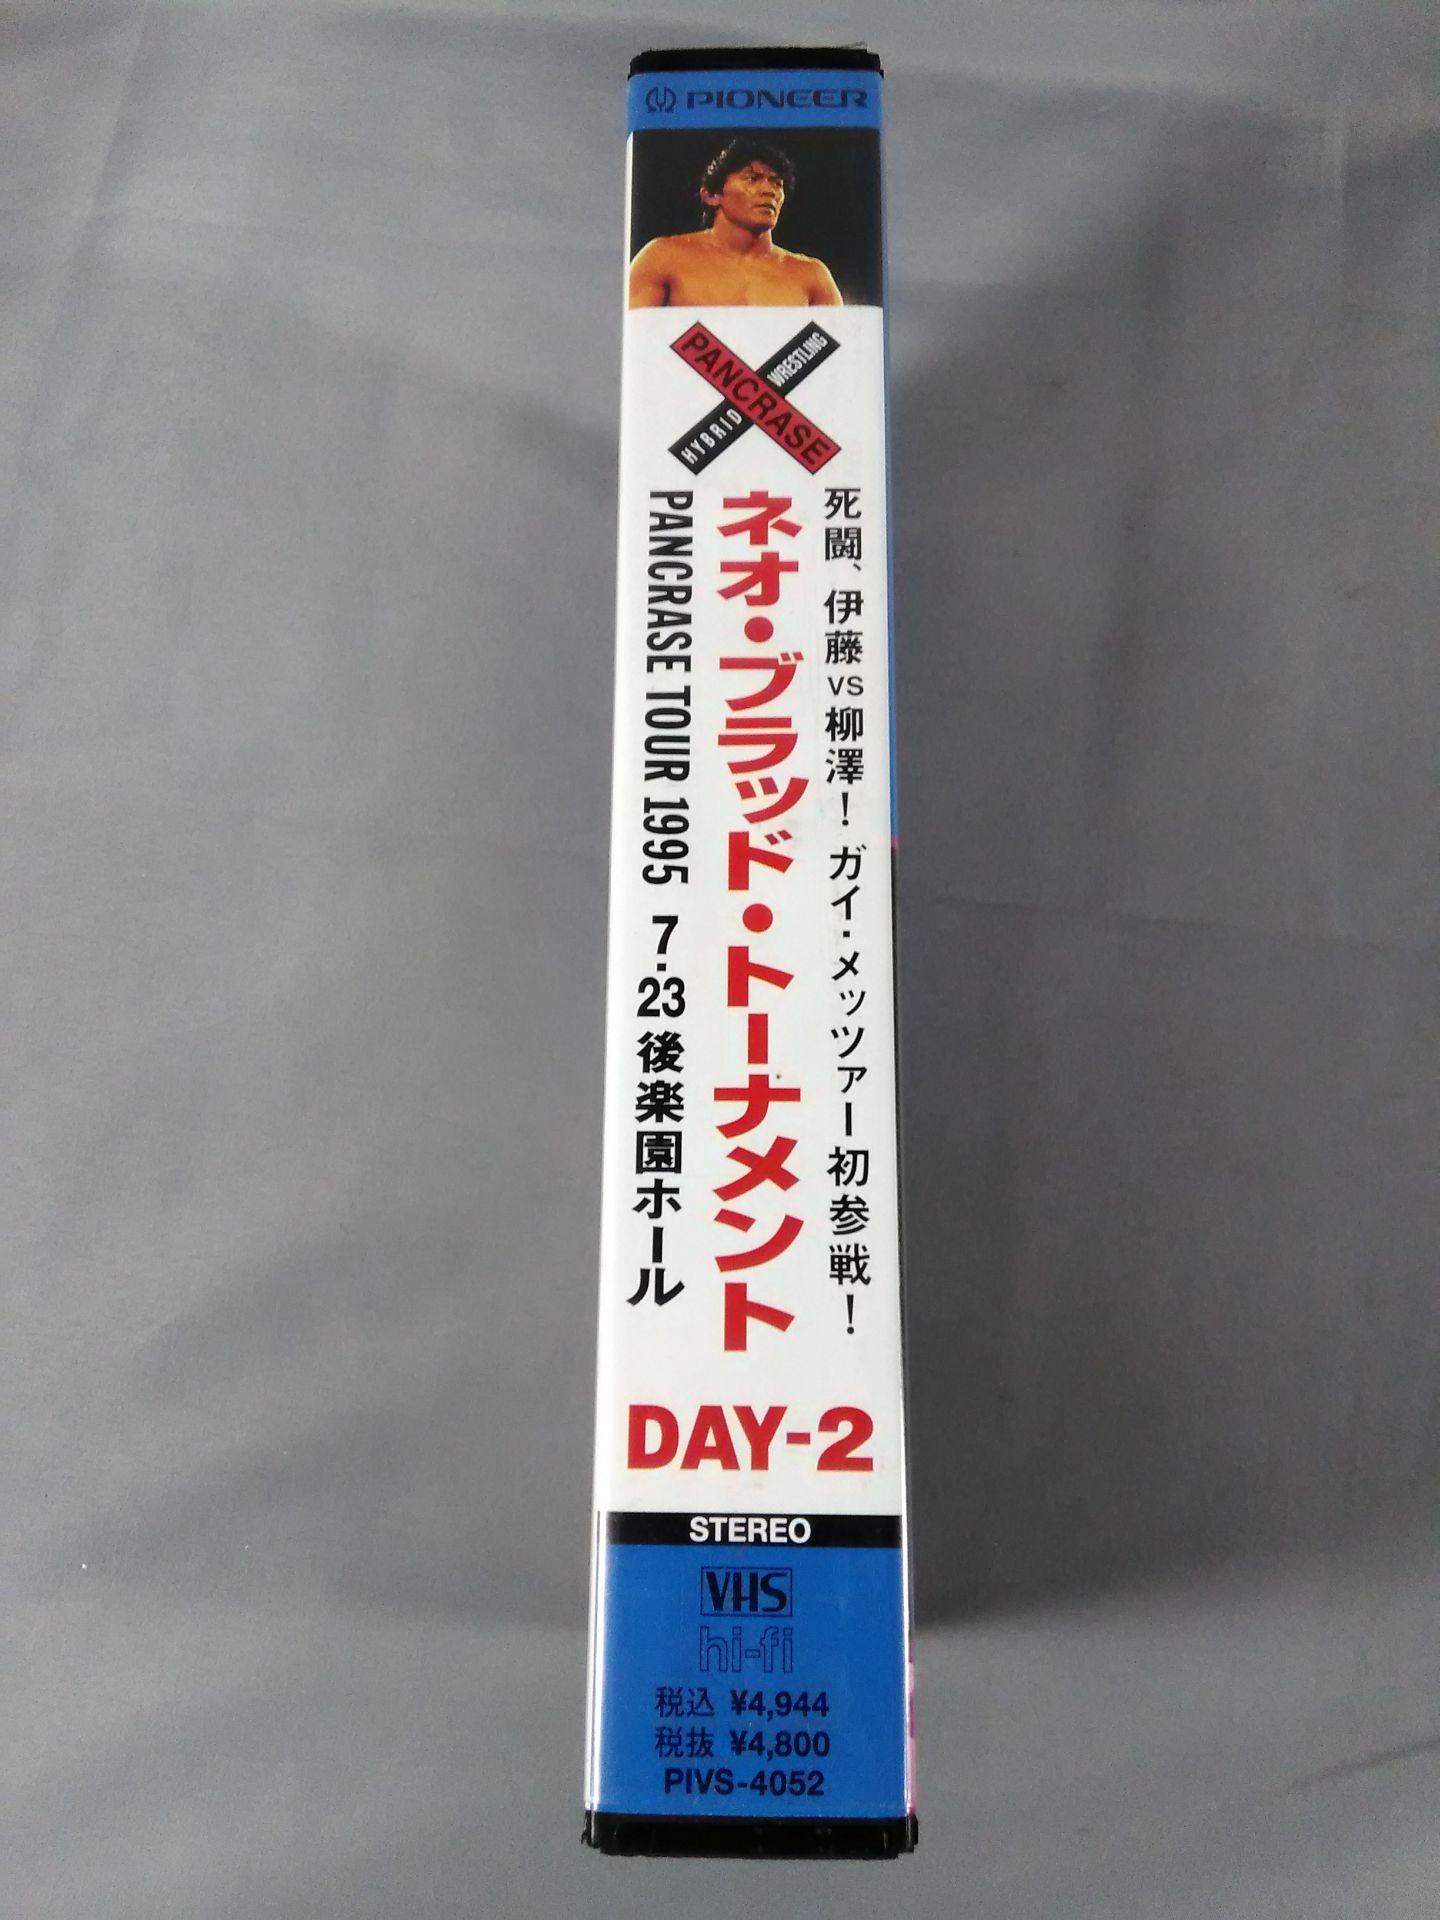 PIONEER
PANCRASE
HYBRID WRESTLING
死闘、伊藤vs柳澤！ガイ・メッツァー初参戦！
ネオ・ブラッド・トーナメント
PANCRASE TOUR 1995 7.23 後楽園ホール
DAY-2
STEREO
VHS
hi-fi
税込 ¥4,944
税抜 ¥4,800
PIVS-4052